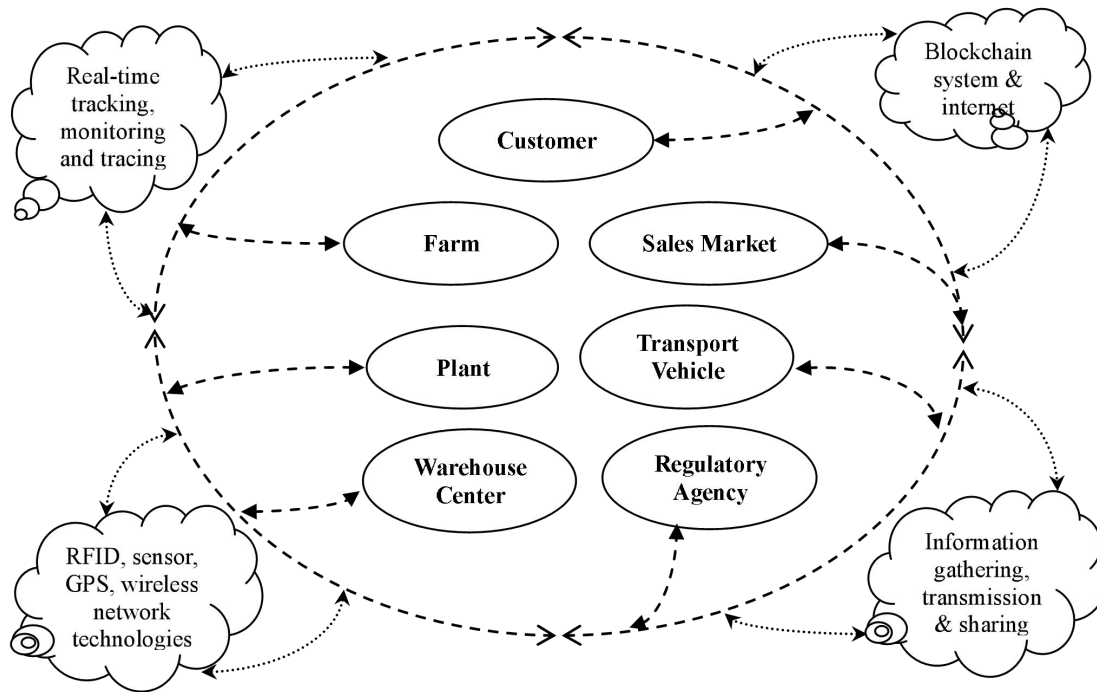 Real-time
tracking,
monitoring
and tracing
Blockchain
system &
internet
Customer
Farm
Sales Market
Plant
Transport
Vehicle
Warehouse
Center
Regulatory
Agency
RFID, sensor,
GPS, wireless
network
technologies
Information
gathering,
transmission
& sharing